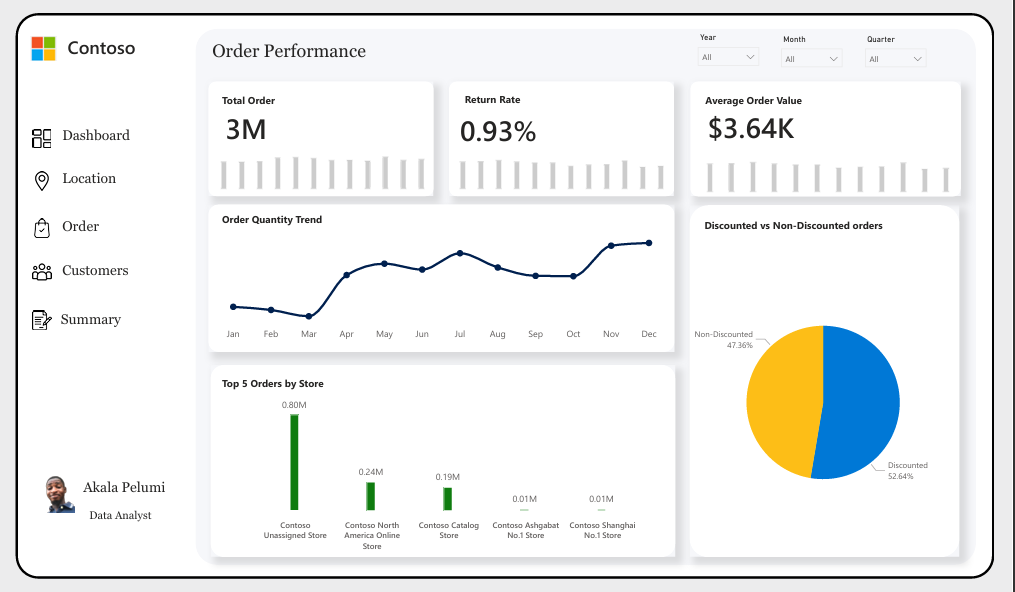 Contoso
Dashboard
Location
Order
Customers
Summary
Akala Pelumi
Data Analyst
Order Performance
Year
All
Month
All
Quarter
All
Total Order
3M
Return Rate
0.93%
Average Order Value
$3.64K
Order Quantity Trend
Jan Feb Mar Apr May Jun Jul Aug Sep Oct Nov Dec
Top 5 Orders by Store
0.80M
0.24M
0.19M
0.01M
0.01M
Contoso
Unassigned Store
Contoso North
America Online
Store
Contoso Catalog
Store
Contoso Ashgabat
No.1 Store
Contoso Shanghai
No.1 Store
Discounted vs Non-Discounted orders
Non-Discounted
47.36%
Discounted
52.64%